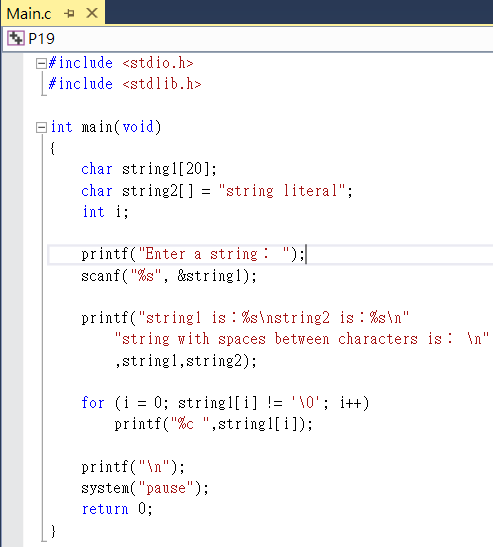 Main.c
P19
#include <stdio.h>
#include <stdlib.h>
int main(void)
{
char string1[20];
char string2[] = "string literal";
int i;
printf("Enter a string： ");
scanf("%s", &string1);
printf("string1 is：%s\nstring2 is：%s\n"
"string with spaces between characters is： \n"
,string1,string2);
for (i = 0; string1[i] != '\0'; i++)
printf("%c ",string1[i]);
printf("\n");
system("pause");
return 0;
}